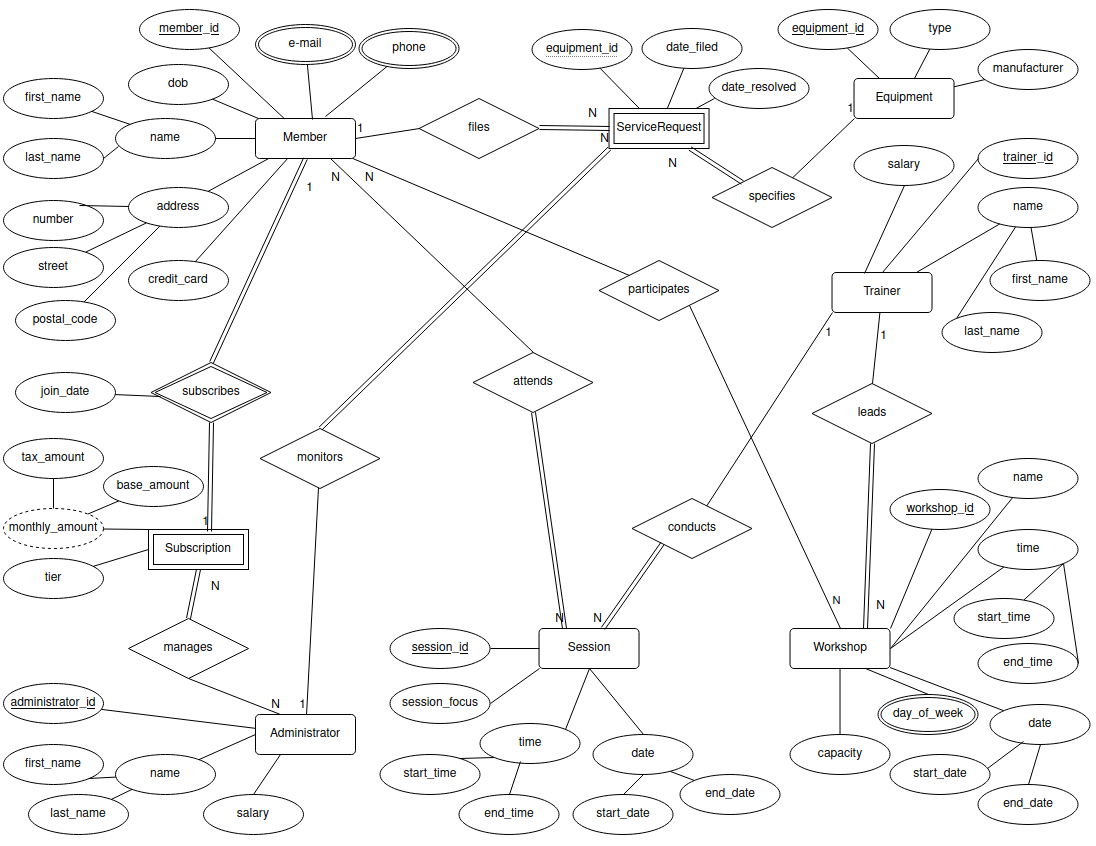 member_id
e-mail
phone
equipment_id
date_filed
equipment_id
type
first_name
dob
date_resolved
manufacturer
Equipment
name
Member
1
files
N
N
ServiceRequest
1
last_name
N
N
1
N
salary
trainer_id
specifies
number
address
name
street
credit_card
first_name
postal_code
participates
Trainer
1
1
last_name
join_date
subscribes
attends
leads
tax_amount
base_amount
monitors
name
workshop_id
monthly_amount
1
conducts
time
Subscription
tier
N
N
N
N
N
start_time
manages
session_id
Session
Workshop
end_time
administrator_id
session_focus
N
1
day_of_week
date
Administrator
time
date
capacity
first_name
name
start_time
start_date
end_date
last_name
salary
end_time
start_date
end_date